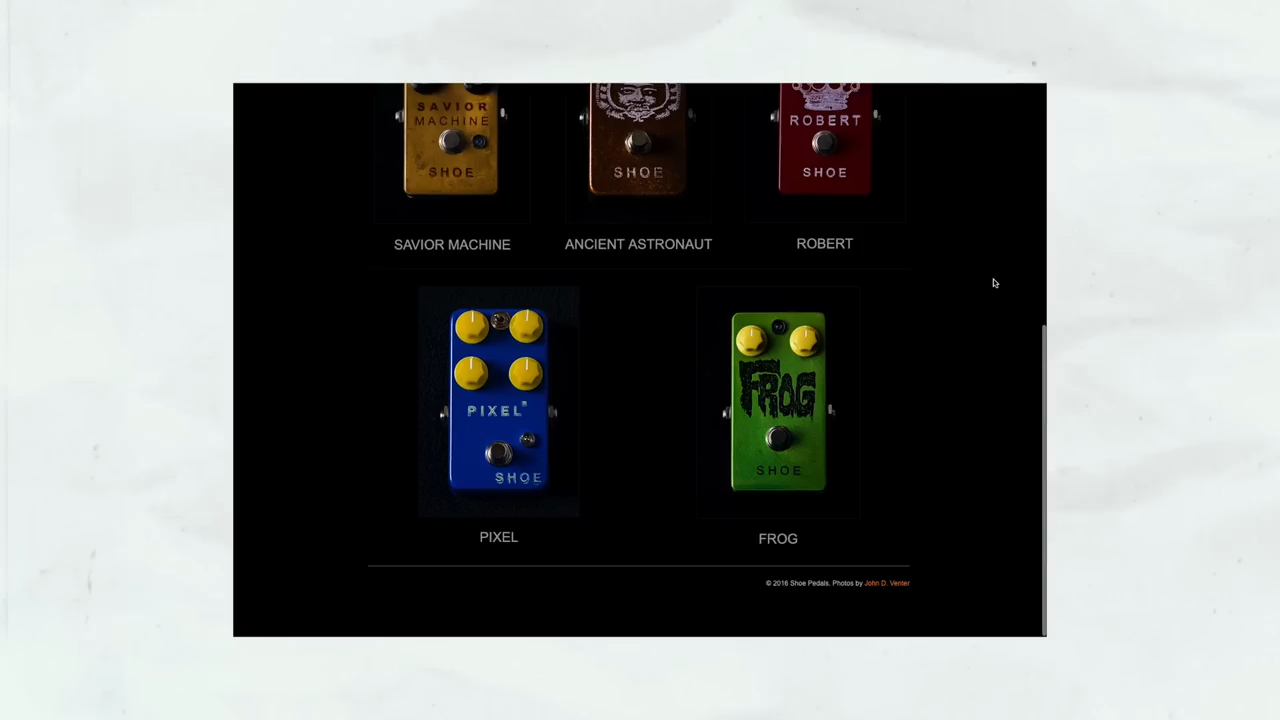 SAVIOR
MACHINE
SHOE
SHOE
ROBERT
SHOE
SAVIOR MACHINE
ANCIENT ASTRONAUT
ROBERT
PIXEL
SHOE
FROG
SHOE
PIXEL
FROG
© 2016 Shoe Pedals. Photos by John D. Venter